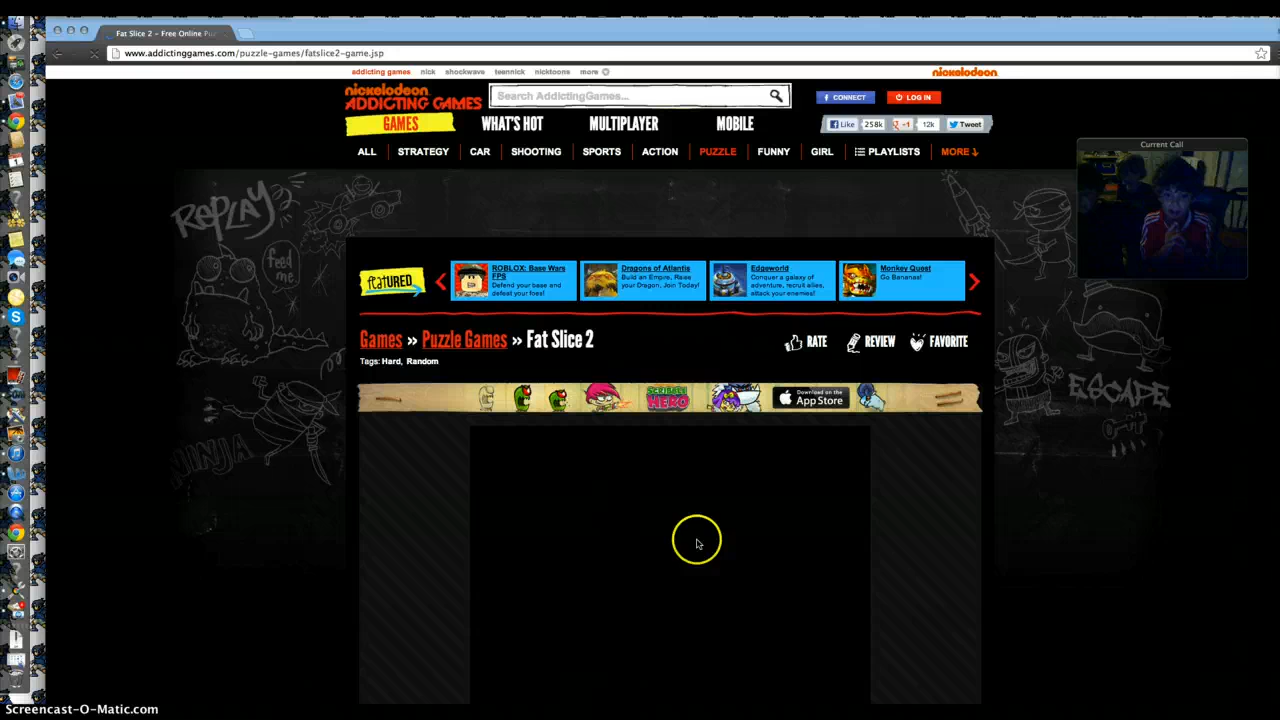 Fat Slice 2 – Free Online Puz
www.addictinggames.com/puzzle-games/fatslice2-game.jsp
addicting games nick shockwave teennick nicktoons more
nickelodeon
nickelodeon
ADDICTING GAMES
Search AddictingGames...
CONNECT
LOG IN
GAMES WHAT'S HOT MULTIPLAYER MOBILE
Like 258k +1 12k Tweet
ALL STRATEGY CAR SHOOTING SPORTS ACTION PUZZLE FUNNY GIRL PLAYLISTS MORE
Current Call
REPLAY
feed
me
featured
ROBLOX: Base Wars
FPS
Defend your base and
defeat your foes!
Dragons of Atlantis
Build an Empire, Raise
your Dragon, Join Today!
Edgeworld
Conquer a galaxy of
adventure, recruit allies,
attack your enemies!
Monkey Quest
Go Bananas!
Games » Puzzle Games » Fat Slice 2
RATE REVIEW FAVORITE
Tags: Hard, Random
SCRIBBLE
HERO
Download on the
App Store
ESCAPE
NINJA
Screencast-O-Matic.com